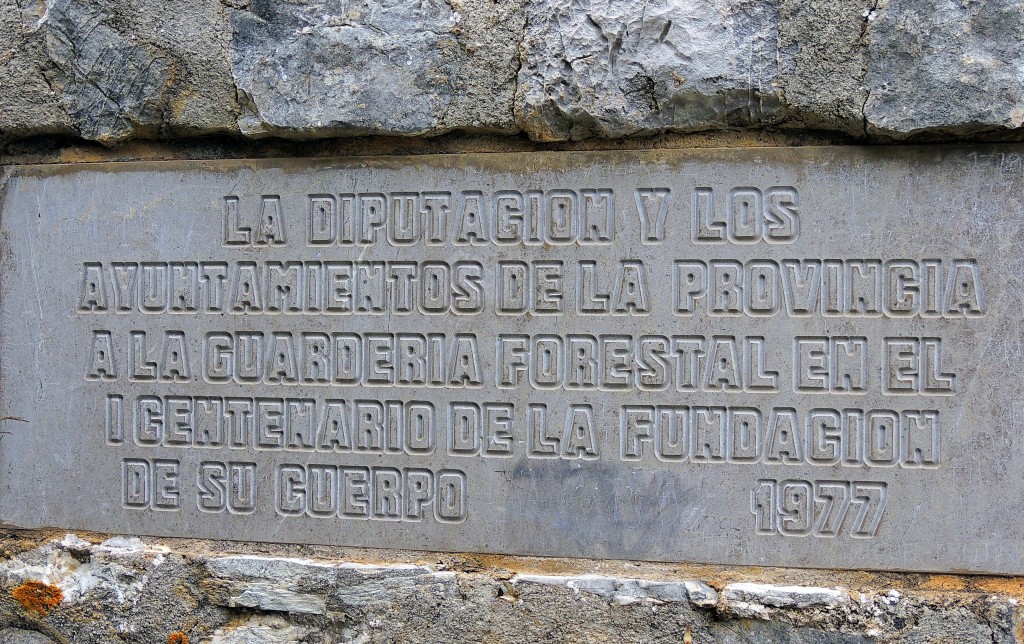 LA DIPUTACION Y LOS
AYUNTAMIENTOS DE LA PROVINCIA
A LA GUARDERIA FORESTAL EN EL
I CENTENARIO DE LA FUNDACION
DE SU CUERPO 1977